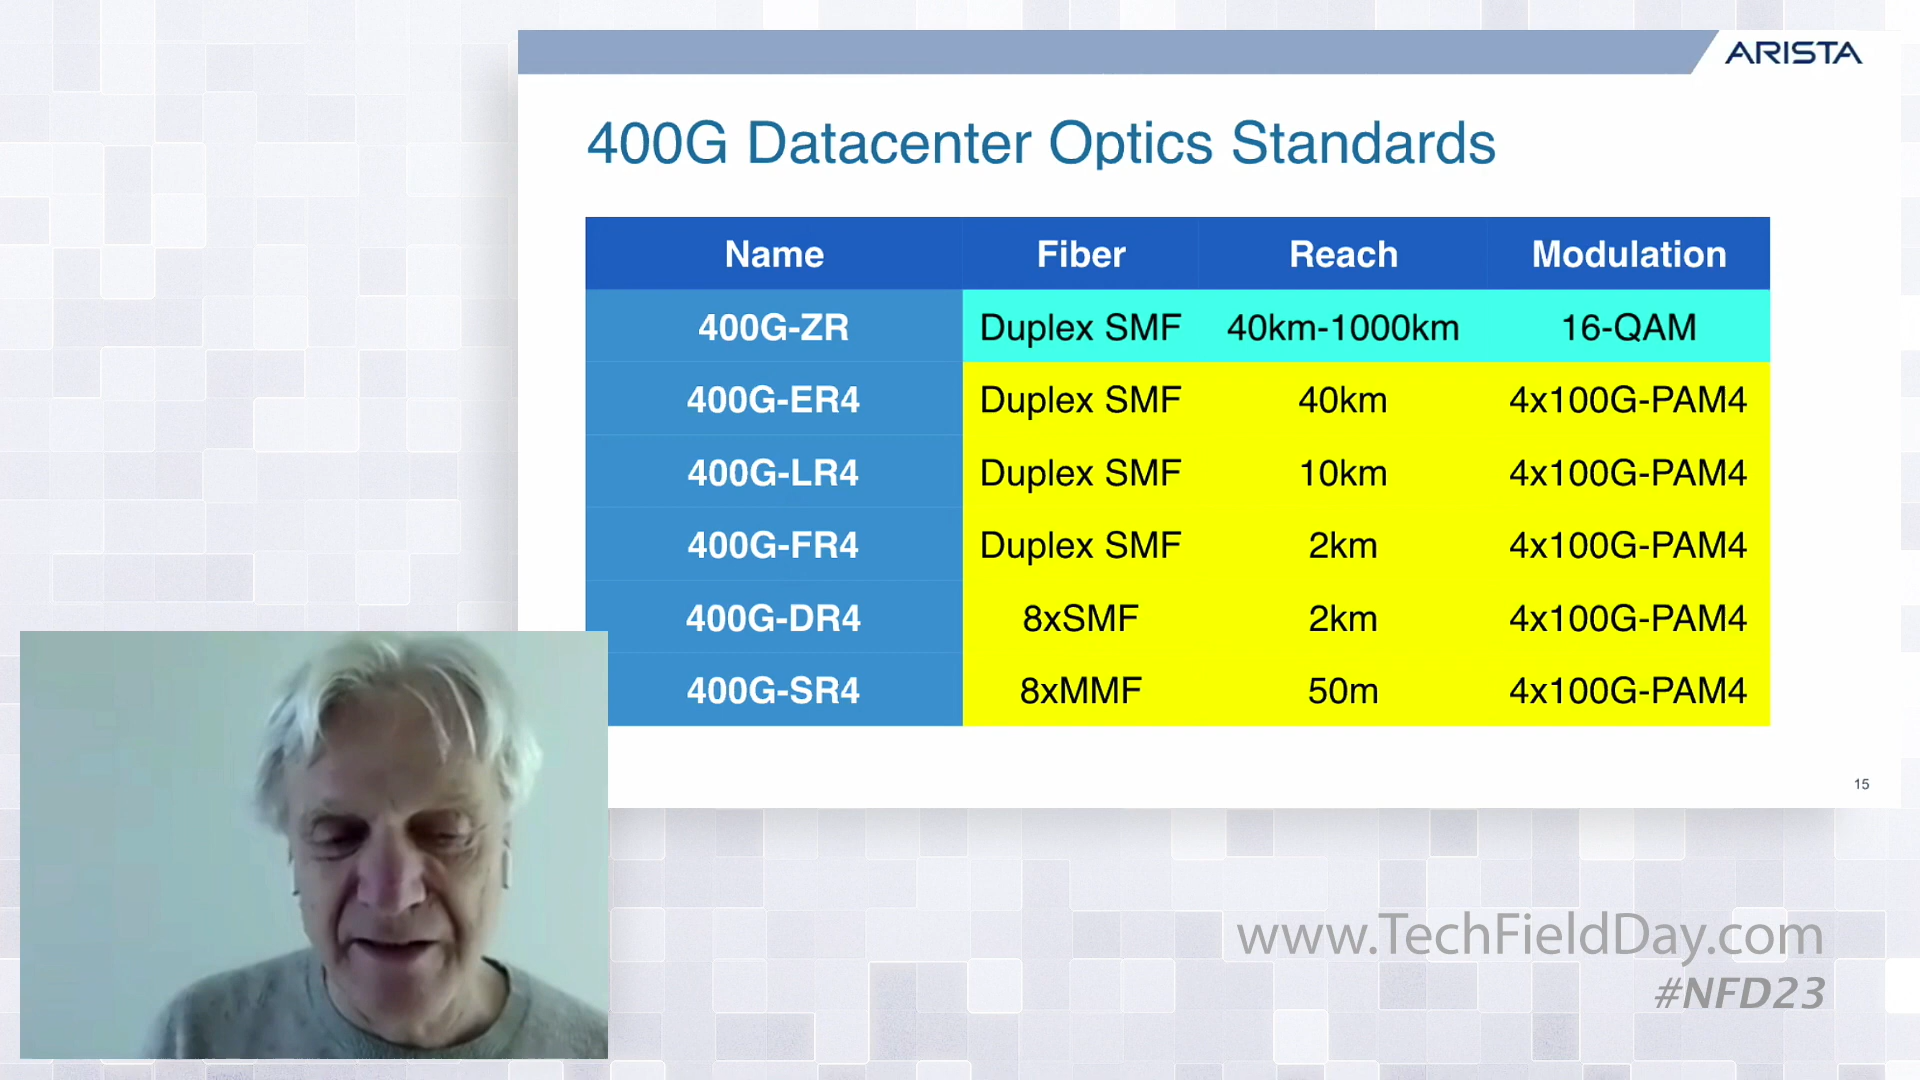 ARISTA
400G Datacenter Optics Standards
Name Fiber Reach Modulation
400G-ZR Duplex SMF 40km-1000km 16-QAM
400G-ER4 Duplex SMF 40km 4x100G-PAM4
400G-LR4 Duplex SMF 10km 4x100G-PAM4
400G-FR4 Duplex SMF 2km 4x100G-PAM4
400G-DR4 8xSMF 2km 4x100G-PAM4
400G-SR4 8xMMF 50m 4x100G-PAM4
15
www.TechFieldDay.com
#NFD23